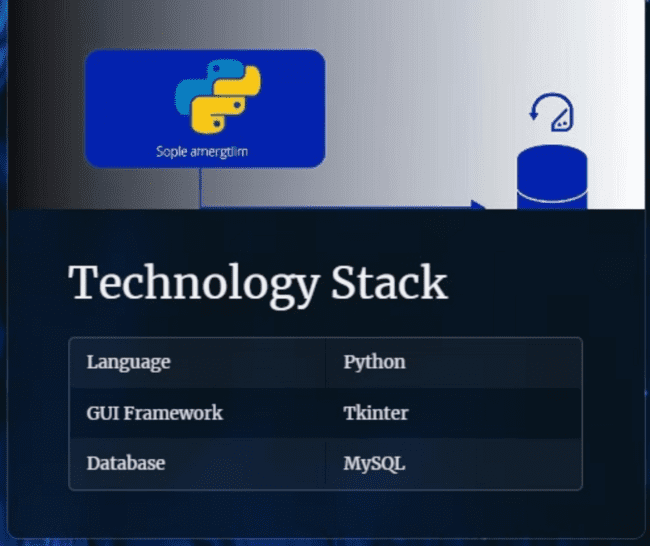 Sople amergtlim
Technology Stack
Language Python
GUI Framework Tkinter
Database MySQL